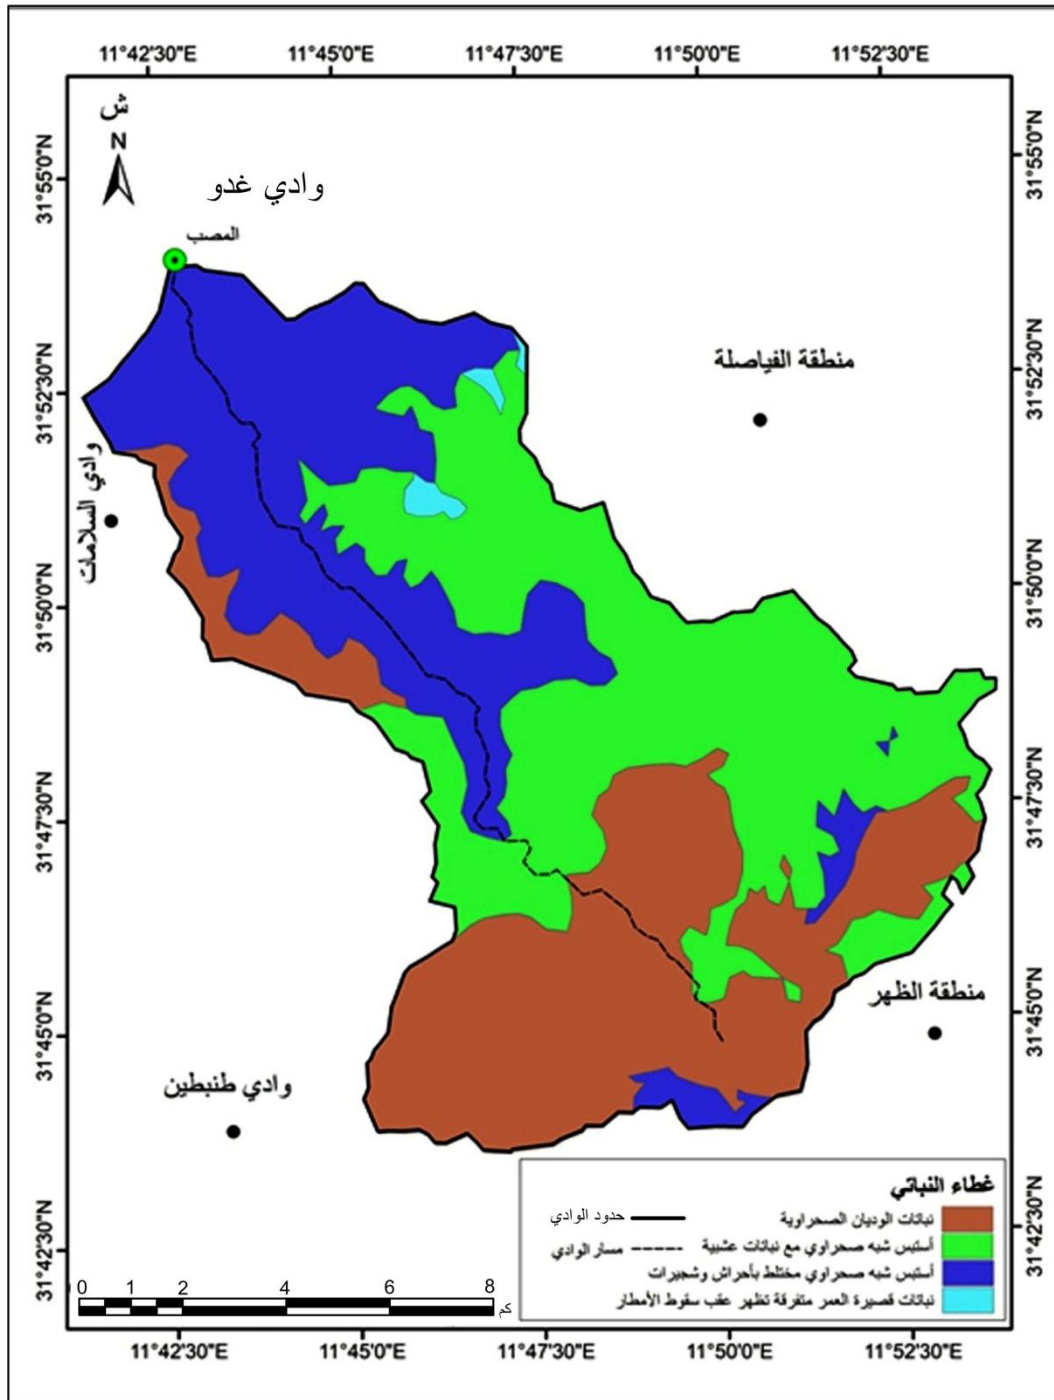 11°42'30"E 11°45'0"E 11°47'30"E 11°50'0"E 11°52'30"E
ش
N
وادي غدو
المصب
31°55'0"N
31°55'0"N
31°52'30"N
31°52'30"N
منطقة الفياصلة
وادي السلامات
31°50'0"N
31°50'0"N
31°47'30"N
31°47'30"N
منطقة الظهر
31°45'0"N
31°45'0"N
وادي طنبطين
غطاء النباتي
نباتات الوديان الصحراوية
أستبس شبه صحراوي مع نباتات عشبية
أستبس شبه صحراوي مختلط بأحراش وشجيرات
نباتات قصيرة العمر متفرقة تظهر عقب سقوط الأمطار
حدود الوادي
مسار الوادي
31°42'30"N
31°42'30"N
0 1 2 4 6 8
كم
11°42'30"E 11°45'0"E 11°47'30"E 11°50'0"E 11°52'30"E